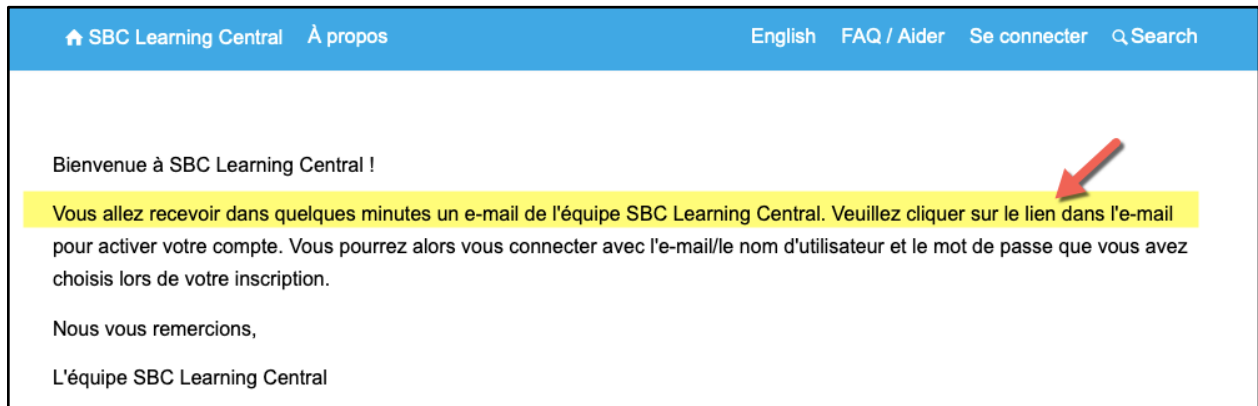 SBC Learning Central À propos English FAQ / Aider Se connecter Search
Bienvenue à SBC Learning Central !
Vous allez recevoir dans quelques minutes un e-mail de l'équipe SBC Learning Central. Veuillez cliquer sur le lien dans l'e-mail
pour activer votre compte. Vous pourrez alors vous connecter avec l'e-mail/le nom d'utilisateur et le mot de passe que vous avez
choisis lors de votre inscription.
Nous vous remercions,
L'équipe SBC Learning Central